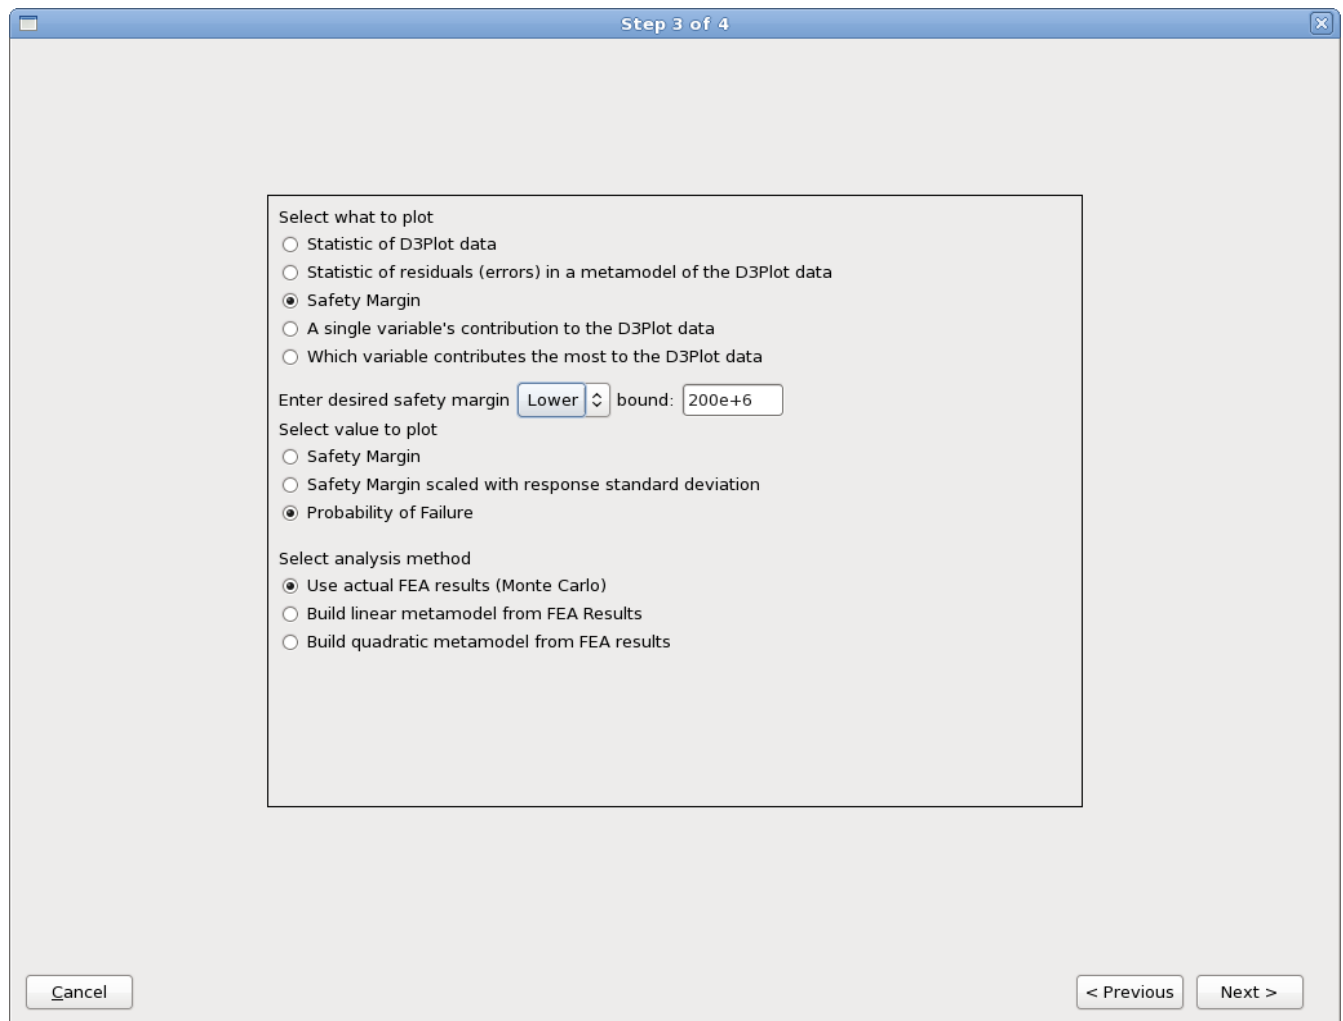 Step 3 of 4
Select what to plot
Statistic of D3Plot data
Statistic of residuals (errors) in a metamodel of the D3Plot data
Safety Margin
A single variable's contribution to the D3Plot data
Which variable contributes the most to the D3Plot data
Enter desired safety margin Lower bound: 200e+6
Select value to plot
Safety Margin
Safety Margin scaled with response standard deviation
Probability of Failure
Select analysis method
Use actual FEA results (Monte Carlo)
Build linear metamodel from FEA Results
Build quadratic metamodel from FEA results
Cancel < Previous Next >